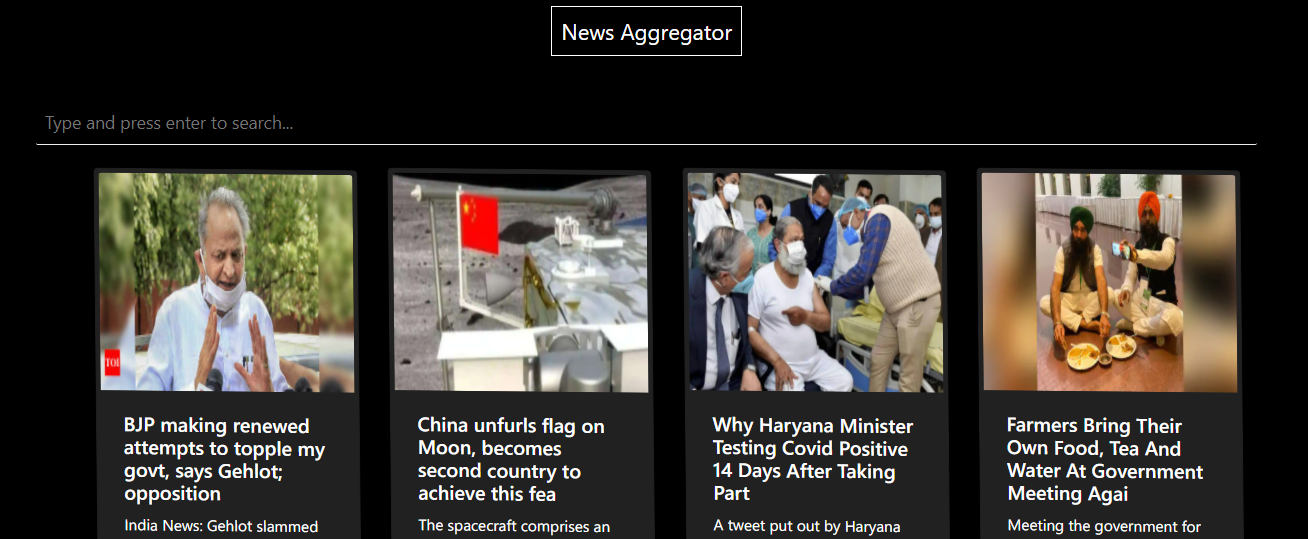 News Aggregator
Type and press enter to search...
TOI
BJP making renewed
attempts to topple my
govt, says Gehlot;
opposition
India News: Gehlot slammed
China unfurls flag on
Moon, becomes
second country to
achieve this fea
The spacecraft comprises an
Why Haryana Minister
Testing Covid Positive
14 Days After Taking
Part
A tweet put out by Haryana
Farmers Bring Their
Own Food, Tea And
Water At Government
Meeting Agai
Meeting the government for